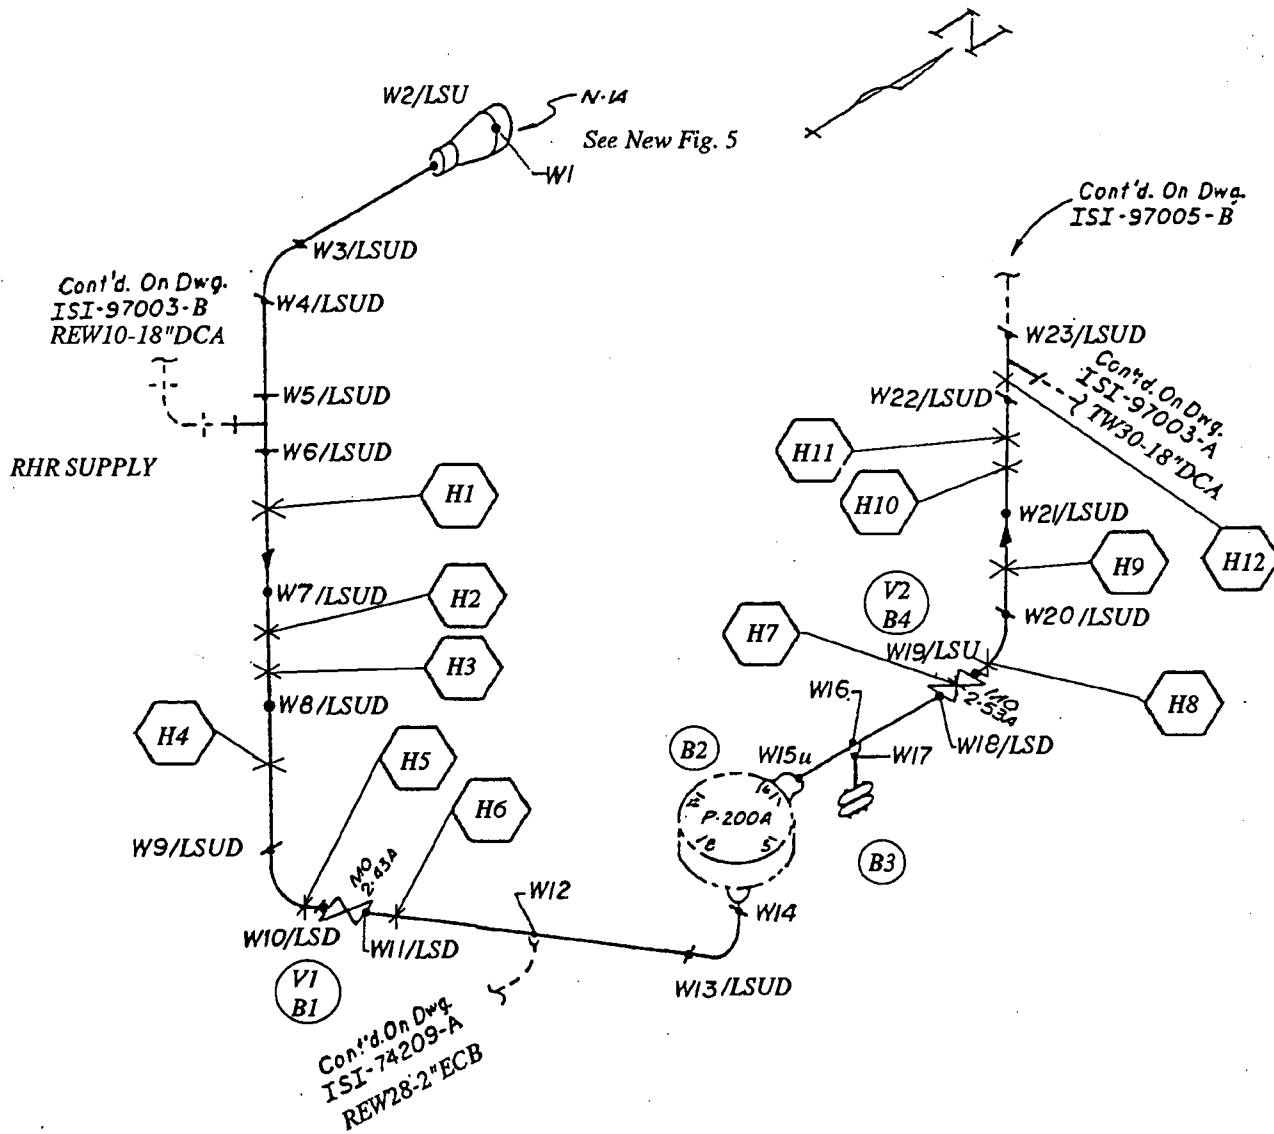 N
W2/LSU
N-1A
See New Fig. 5
W1
W3/LSUD
Cont'd. On Dwg.
ISI-97003-B
REW10-18"DCA
W4/LSUD
W5/LSUD
W6/LSUD
RHR SUPPLY
H1
W7/LSUD
H2
H3
W8/LSUD
H4
H5
H6
W9/LSUD
MO
2-43A
W10/LSD
W11/LSD
V1
B1
W12
Cont'd. On Dwg.
ISI-74209-A
REW28-2"ECB
W13/LSUD
W14
P-200A
B2
W15u
W16
W17
B3
H7
V2
B4
W19/LSU
MO
2-53A
W18/LSD
H8
W20/LSUD
H9
W21/LSUD
H10
H11
W22/LSUD
H12
Cont'd. On Dwg.
ISI-97003-A
TW30-18"DCA
W23/LSUD
Cont'd. On Dwg.
ISI-97005-B